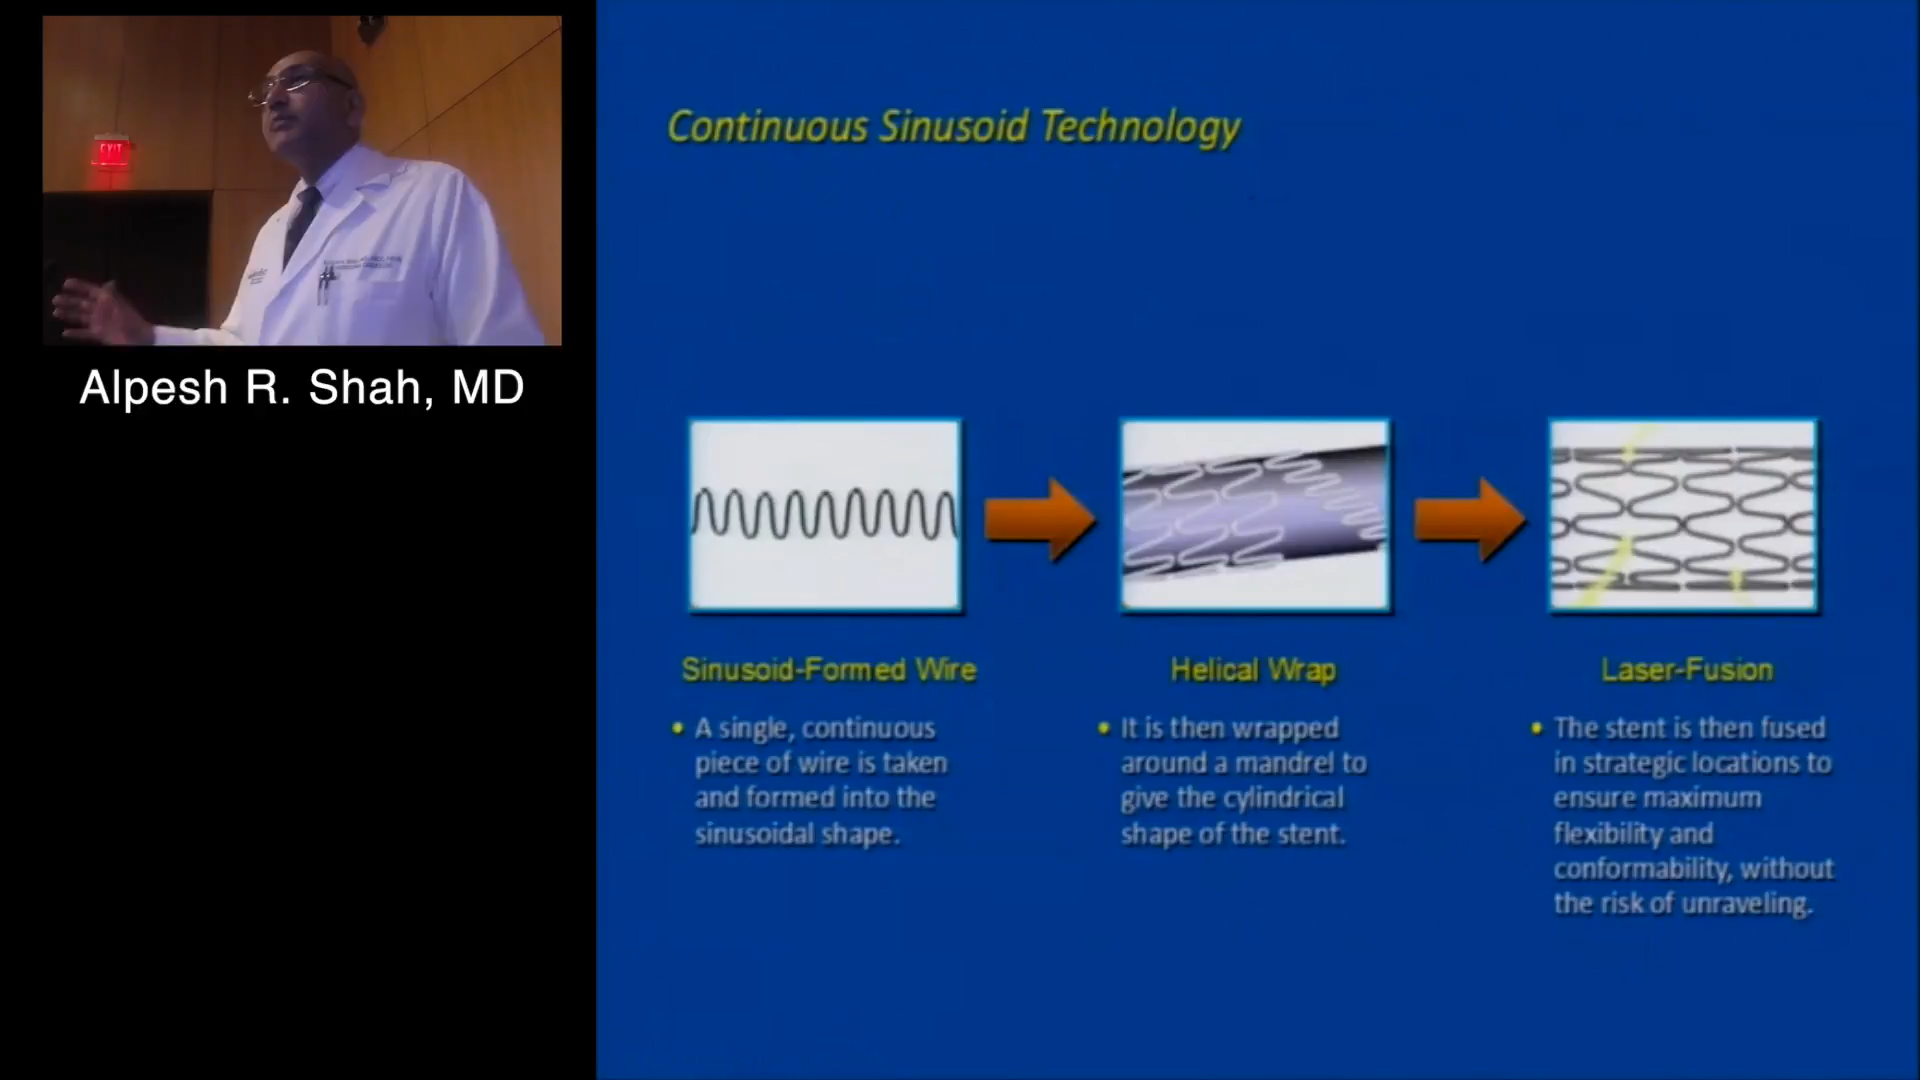 EXIT
Alpesh R. Shah, MD
Continuous Sinusoid Technology
Sinusoid-Formed Wire
• A single, continuous
piece of wire is taken
and formed into the
sinusoidal shape.
Helical Wrap
• It is then wrapped
around a mandrel to
give the cylindrical
shape of the stent.
Laser-Fusion
• The stent is then fused
in strategic locations to
ensure maximum
flexibility and
conformability, without
the risk of unraveling.